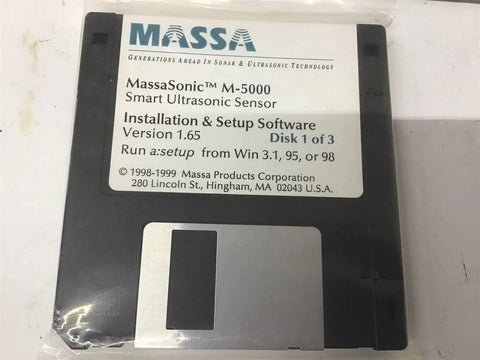 MASSA
GENERATIONS AHEAD IN SONAR & ULTRASONIC TECHNOLOGY
MassaSonic™ M-5000
Smart Ultrasonic Sensor
Installation & Setup Software
Version 1.65 Disk 1 of 3
Run a:setup from Win 3.1, 95, or 98
© 1998-1999 Massa Products Corporation
280 Lincoln St., Hingham, MA 02043 U.S.A.